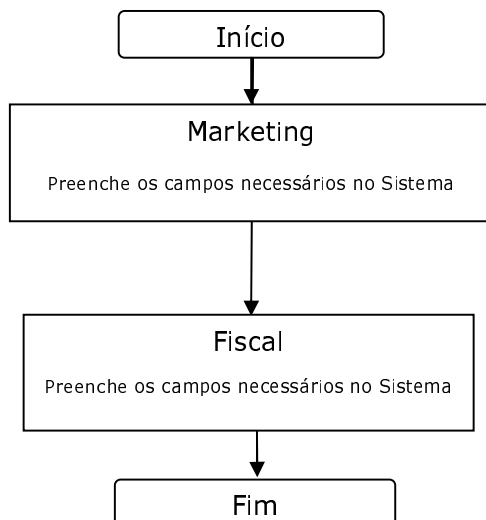 Início
Marketing
Preenche os campos necessários no Sistema
Fiscal
Preenche os campos necessários no Sistema
Fim